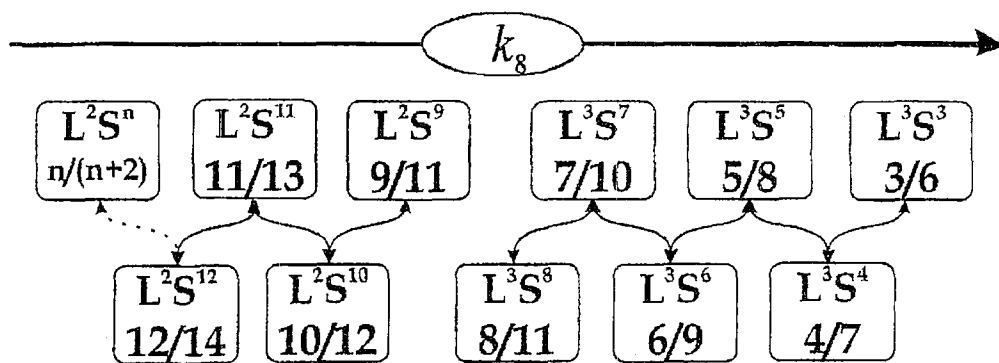 k₈
L²Sⁿ
n/(n+2)
L²S¹¹
11/13
L²S⁹
9/11
L³S⁷
7/10
L³S⁵
5/8
L³S³
3/6
L²S¹²
12/14
L²S¹⁰
10/12
L³S⁸
8/11
L³S⁶
6/9
L³S⁴
4/7